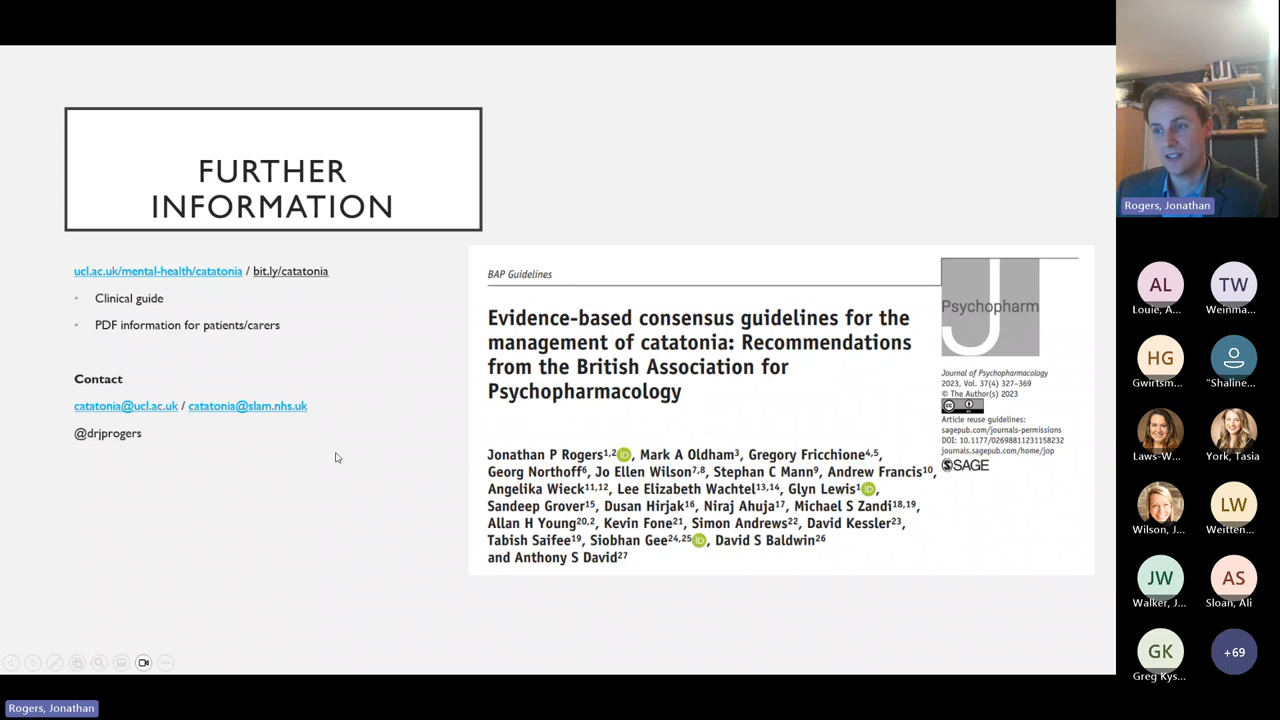 FURTHER
INFORMATION
ucl.ac.uk/mental-health/catatonia / bit.ly/catatonia
• Clinical guide
• PDF information for patients/carers
Contact
catatonia@ucl.ac.uk / catatonia@slam.nhs.uk
@drjprogers
BAP Guidelines
Evidence-based consensus guidelines for the
management of catatonia: Recommendations
from the British Association for
Psychopharmacology
Jonathan P Rogers1,2 iD, Mark A Oldham3, Gregory Fricchione4,5,
Georg Northoff6, Jo Ellen Wilson7,8, Stephan C Mann9, Andrew Francis10,
Angelika Wieck11,12, Lee Elizabeth Wachtel13,14, Glyn Lewis1 iD,
Sandeep Grover15, Dusan Hirjak16, Niraj Ahuja17, Michael S Zandi18,19,
Allan H Young20,2, Kevin Fone21, Simon Andrews22, David Kessler23,
Tabish Saifee19, Siobhan Gee24,25 iD, David S Baldwin26
and Anthony S David27
J
Psychopharm
Journal of Psychopharmacology
2023, Vol. 37(4) 327–369
© The Author(s) 2023
cc
Article reuse guidelines:
sagepub.com/journals-permissions
DOI: 10.1177/02698811231158232
journals.sagepub.com/home/jop
SAGE
Rogers, Jonathan
AL
Louie, A...
TW
Weinma...
HG
Gwirtsm...
"Shaline...
Laws-W...
York, Tasia
Wilson, J...
LW
Weitten...
JW
Walker, J...
AS
Sloan, Ali
GK
Greg Kys...
+69
Rogers, Jonathan